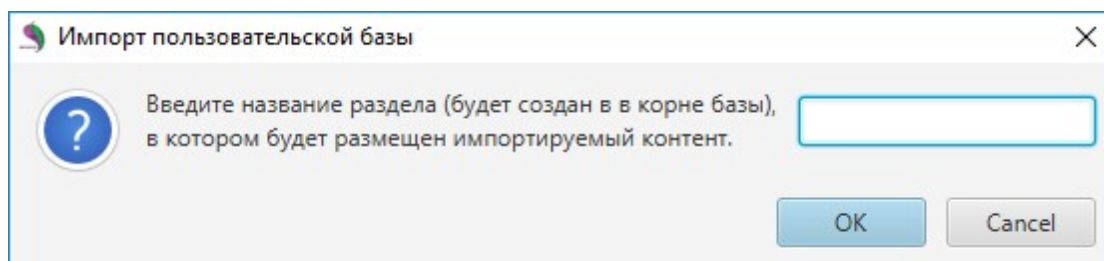 Импорт пользовательской базы
Введите название раздела (будет создан в в корне базы),
в котором будет размещен импортируемый контент.
?
OK
Cancel